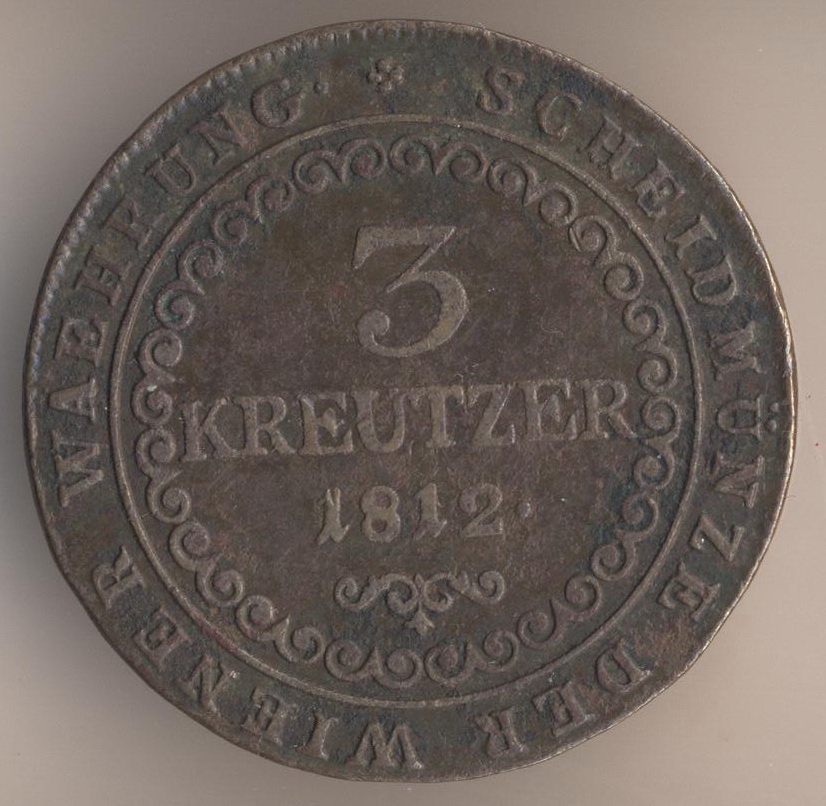 SCHEIDMÜNZE DER WIENER WAEHRUNG·
3
KREUTZER
1812·